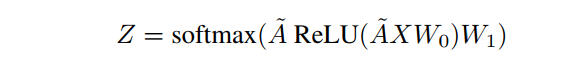 Z = softmax(Ã ReLU(ÃXW₀)W₁)